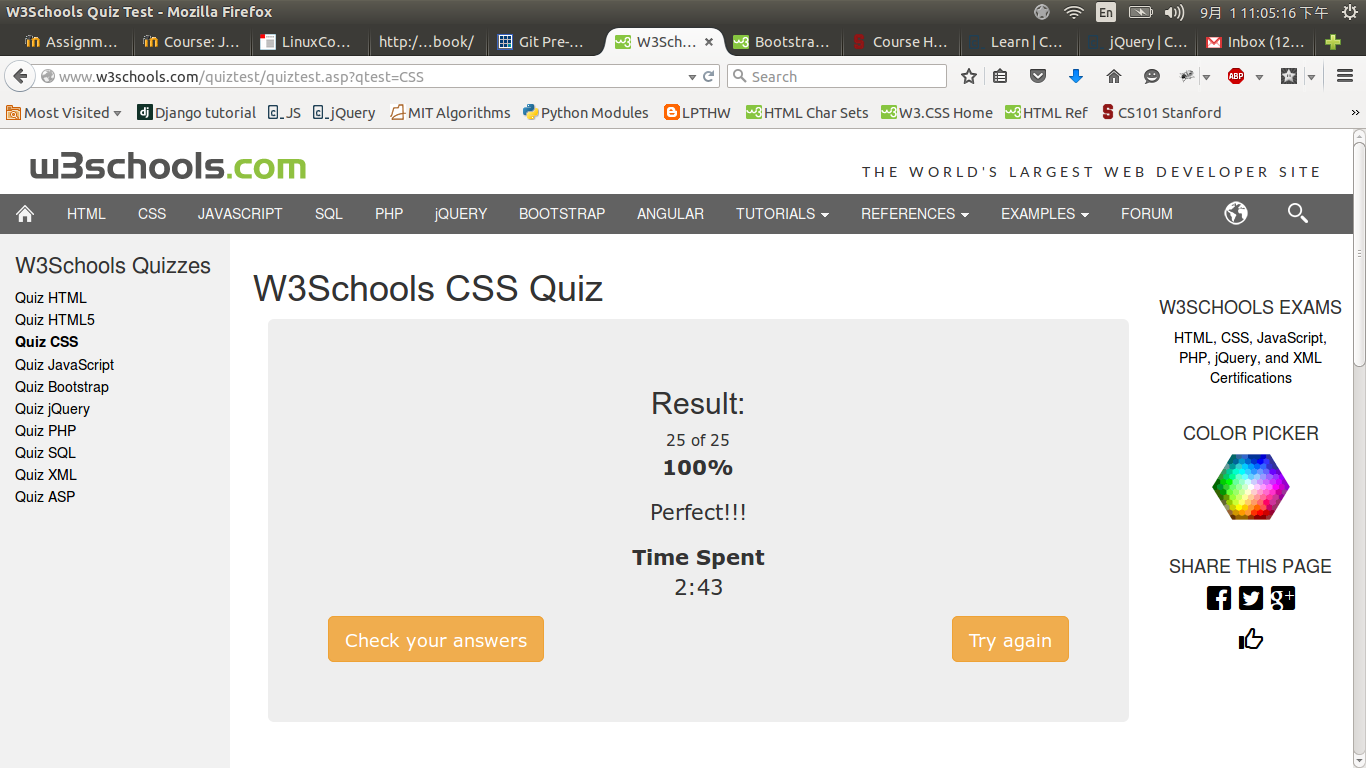 W3Schools Quiz Test - Mozilla Firefox
En
9月 1 11:05:16 下午
Assignm...
Course: J...
LinuxCo...
http:/...book/
Git Pre-...
W3Sch...
Bootstra...
Course H...
Learn | C...
jQuery | C...
Inbox (12...
www.w3schools.com/quiztest/quiztest.asp?qtest=CSS
Search
ABP
Most Visited
Django tutorial
JS
jQuery
MIT Algorithms
Python Modules
LPTHW
HTML Char Sets
W3.CSS Home
HTML Ref
CS101 Stanford
»
w3schools.com
THE WORLD'S LARGEST WEB DEVELOPER SITE
HTML
CSS
JAVASCRIPT
SQL
PHP
jQUERY
BOOTSTRAP
ANGULAR
TUTORIALS
REFERENCES
EXAMPLES
FORUM
W3Schools Quizzes
Quiz HTML
Quiz HTML5
Quiz CSS
Quiz JavaScript
Quiz Bootstrap
Quiz jQuery
Quiz PHP
Quiz SQL
Quiz XML
Quiz ASP
W3Schools CSS Quiz
Result:
25 of 25
100%
Perfect!!!
Time Spent
2:43
Check your answers
Try again
W3SCHOOLS EXAMS
HTML, CSS, JavaScript,
PHP, jQuery, and XML
Certifications
COLOR PICKER
SHARE THIS PAGE